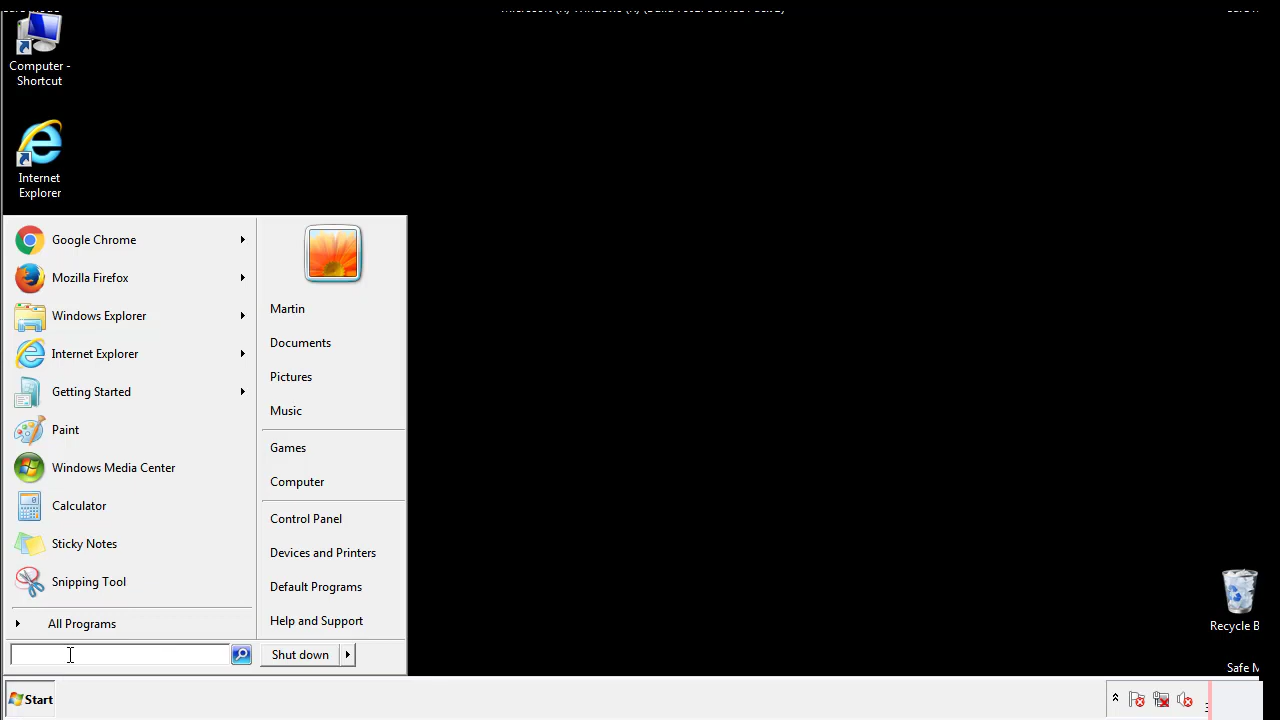 Computer -
Shortcut
Internet
Explorer
Google Chrome
Mozilla Firefox
Windows Explorer
Internet Explorer
Getting Started
Paint
Windows Media Center
Calculator
Sticky Notes
Snipping Tool
All Programs
Martin
Documents
Pictures
Music
Games
Computer
Control Panel
Devices and Printers
Default Programs
Help and Support
Shut down
Recycle B
Safe M
Start